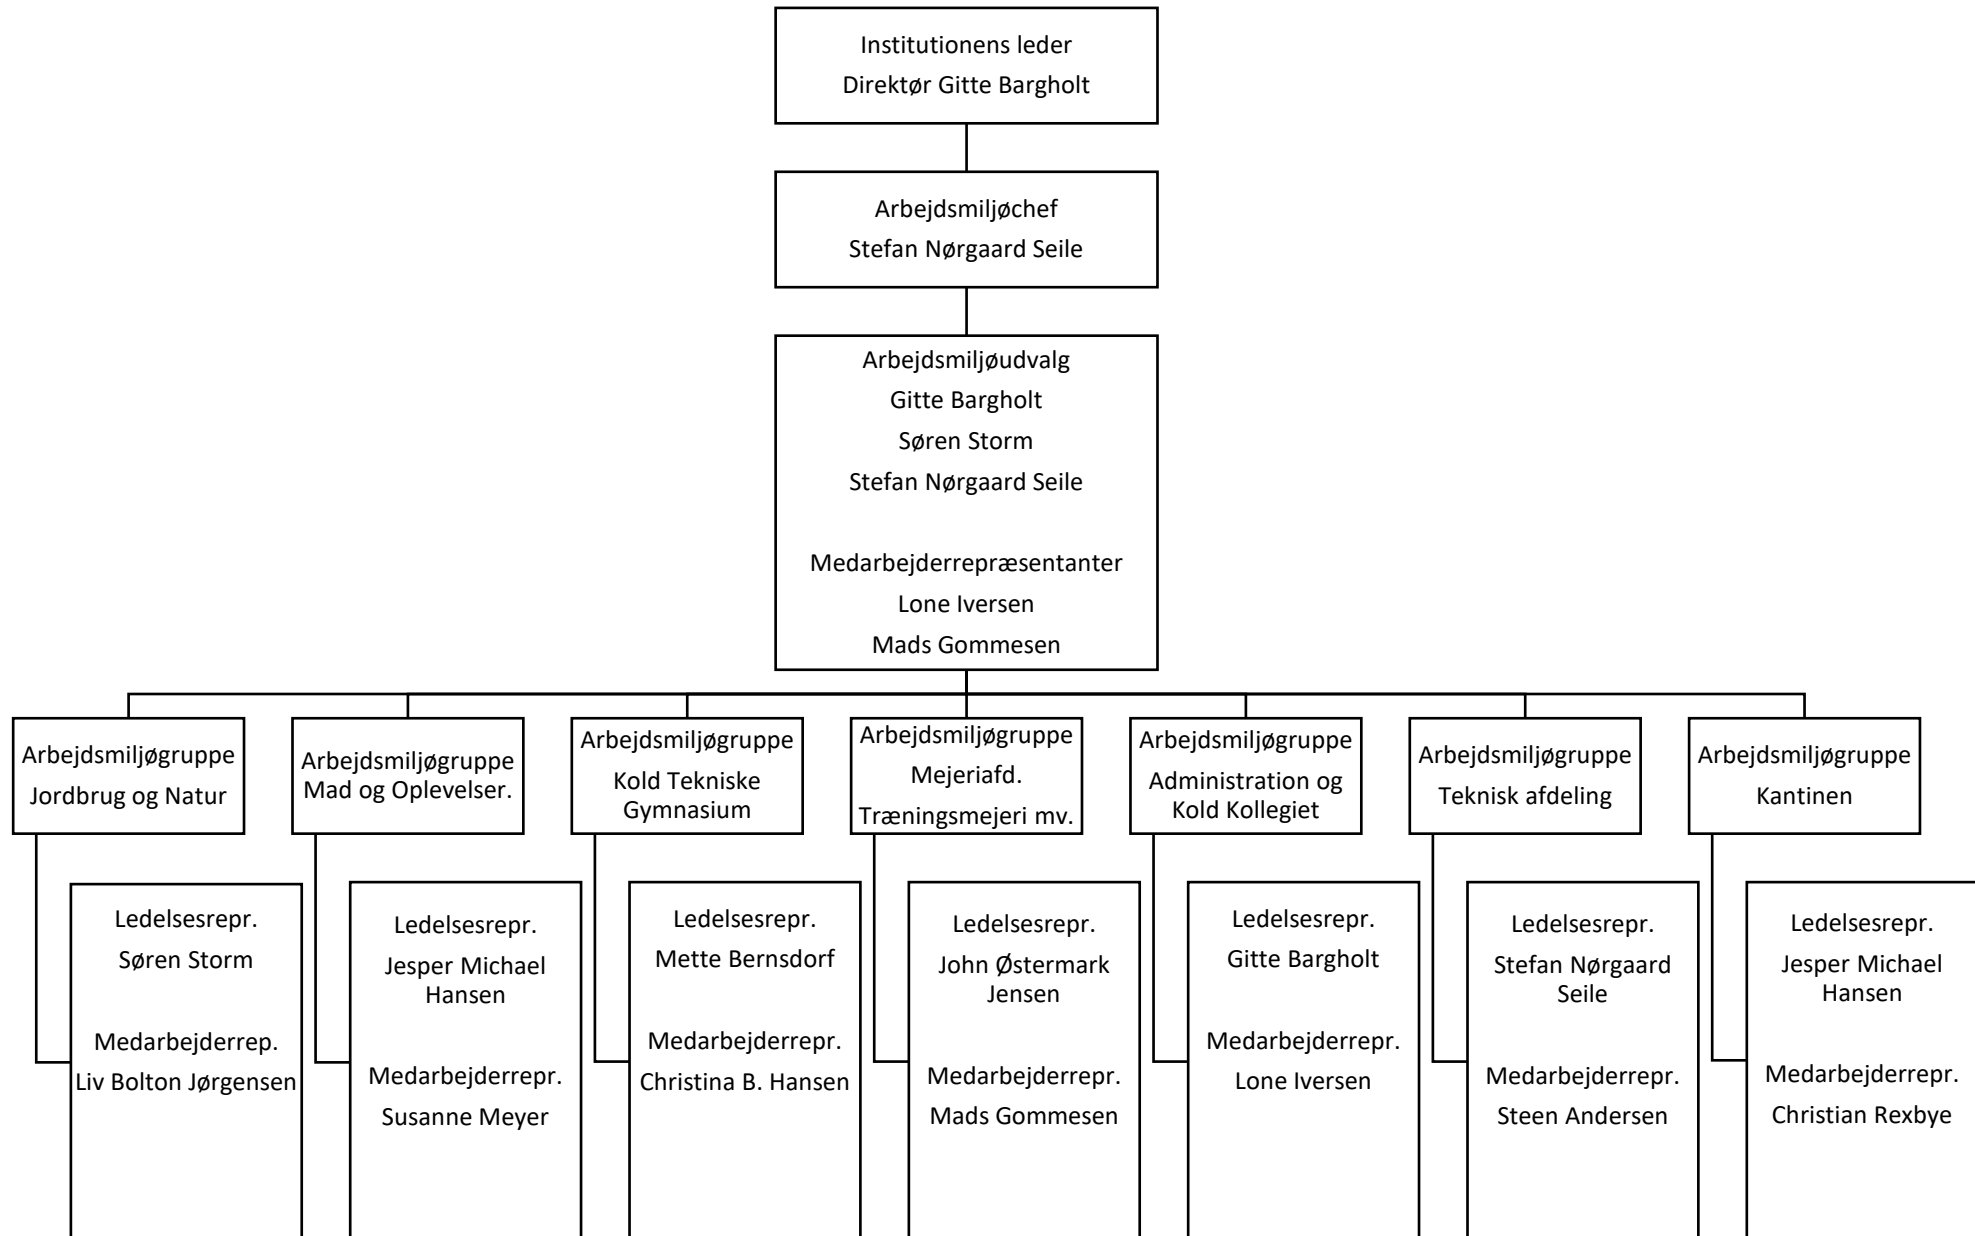 Institutionens leder
Direktør Gitte Bargholt
Arbejdsmiljøchef
Stefan Nørgaard Seile
Arbejdsmiljøudvalg
Gitte Bargholt
Søren Storm
Stefan Nørgaard Seile
Medarbejderrepræsentanter
Lone Iversen
Mads Gommesen
Arbejdsmiljøgruppe
Jordbrug og Natur
Arbejdsmiljøgruppe
Mad og Oplevelser.
Arbejdsmiljøgruppe
Kold Tekniske
Gymnasium
Arbejdsmiljøgruppe
Mejeriafd.
Træningsmejeri mv.
Arbejdsmiljøgruppe
Administration og
Kold Kollegiet
Arbejdsmiljøgruppe
Teknisk afdeling
Arbejdsmiljøgruppe
Kantinen
Ledelsesrepr.
Søren Storm
Medarbejderrep.
Liv Bolton Jørgensen
Ledelsesrepr.
Jesper Michael
Hansen
Medarbejderrepr.
Susanne Meyer
Ledelsesrepr.
Mette Bernsdorf
Medarbejderrepr.
Christina B. Hansen
Ledelsesrepr.
John Østermark
Jensen
Medarbejderrepr.
Mads Gommesen
Ledelsesrepr.
Gitte Bargholt
Medarbejderrepr.
Lone Iversen
Ledelsesrepr.
Stefan Nørgaard
Seile
Medarbejderrepr.
Steen Andersen
Ledelsesrepr.
Jesper Michael
Hansen
Medarbejderrepr.
Christian Rexbye